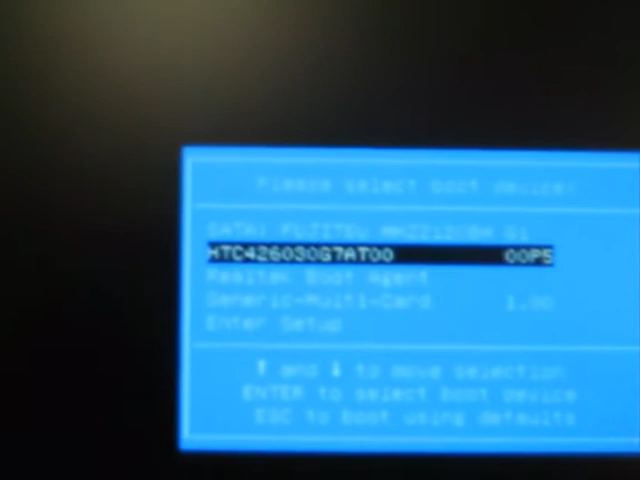 Please select boot device:
SATA: FUJITSU
HTC426030G7AT00 00P5
Realtek Boot Agent
Generic-Multi-Card 1.00
Enter Setup
↑ and ↓ to move selection
ENTER to select boot device
ESC to boot using defaults